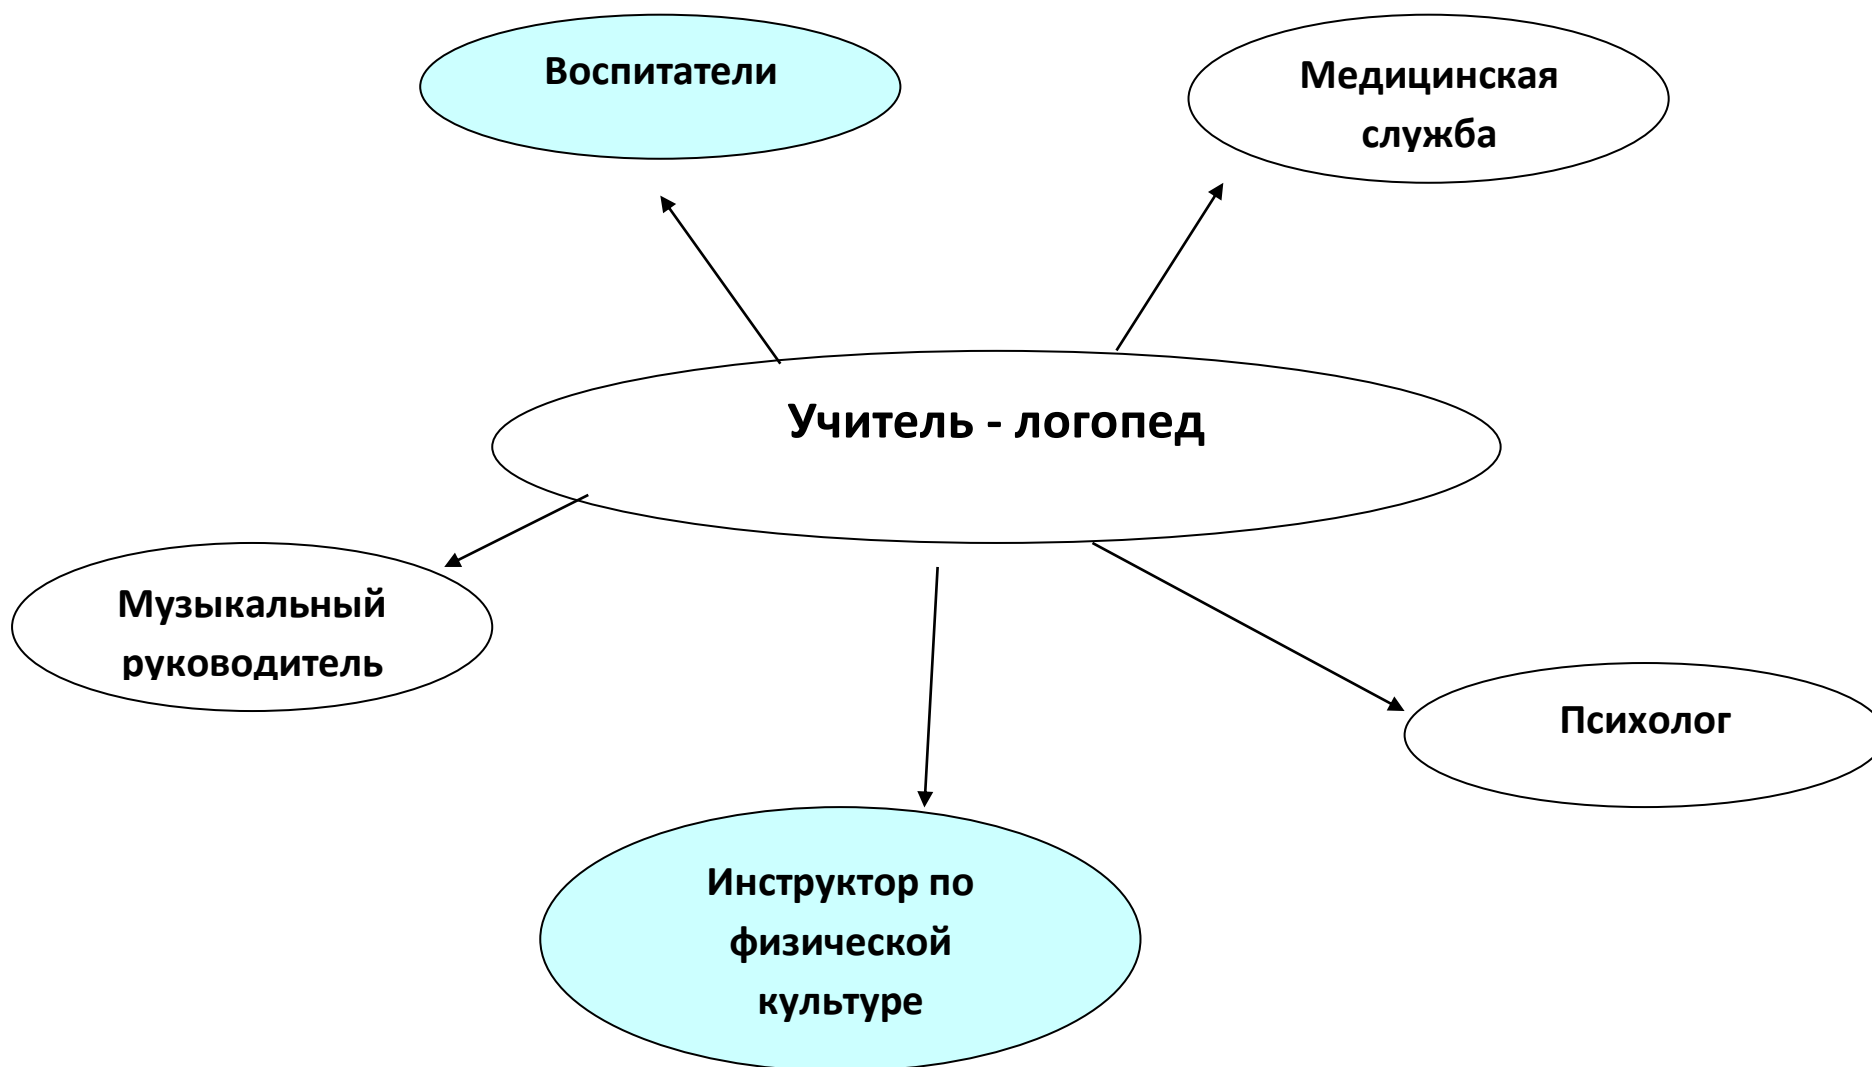 Воспитатели
Медицинская
служба
Учитель - логопед
Музыкальный
руководитель
Психолог
Инструктор по
физической
культуре